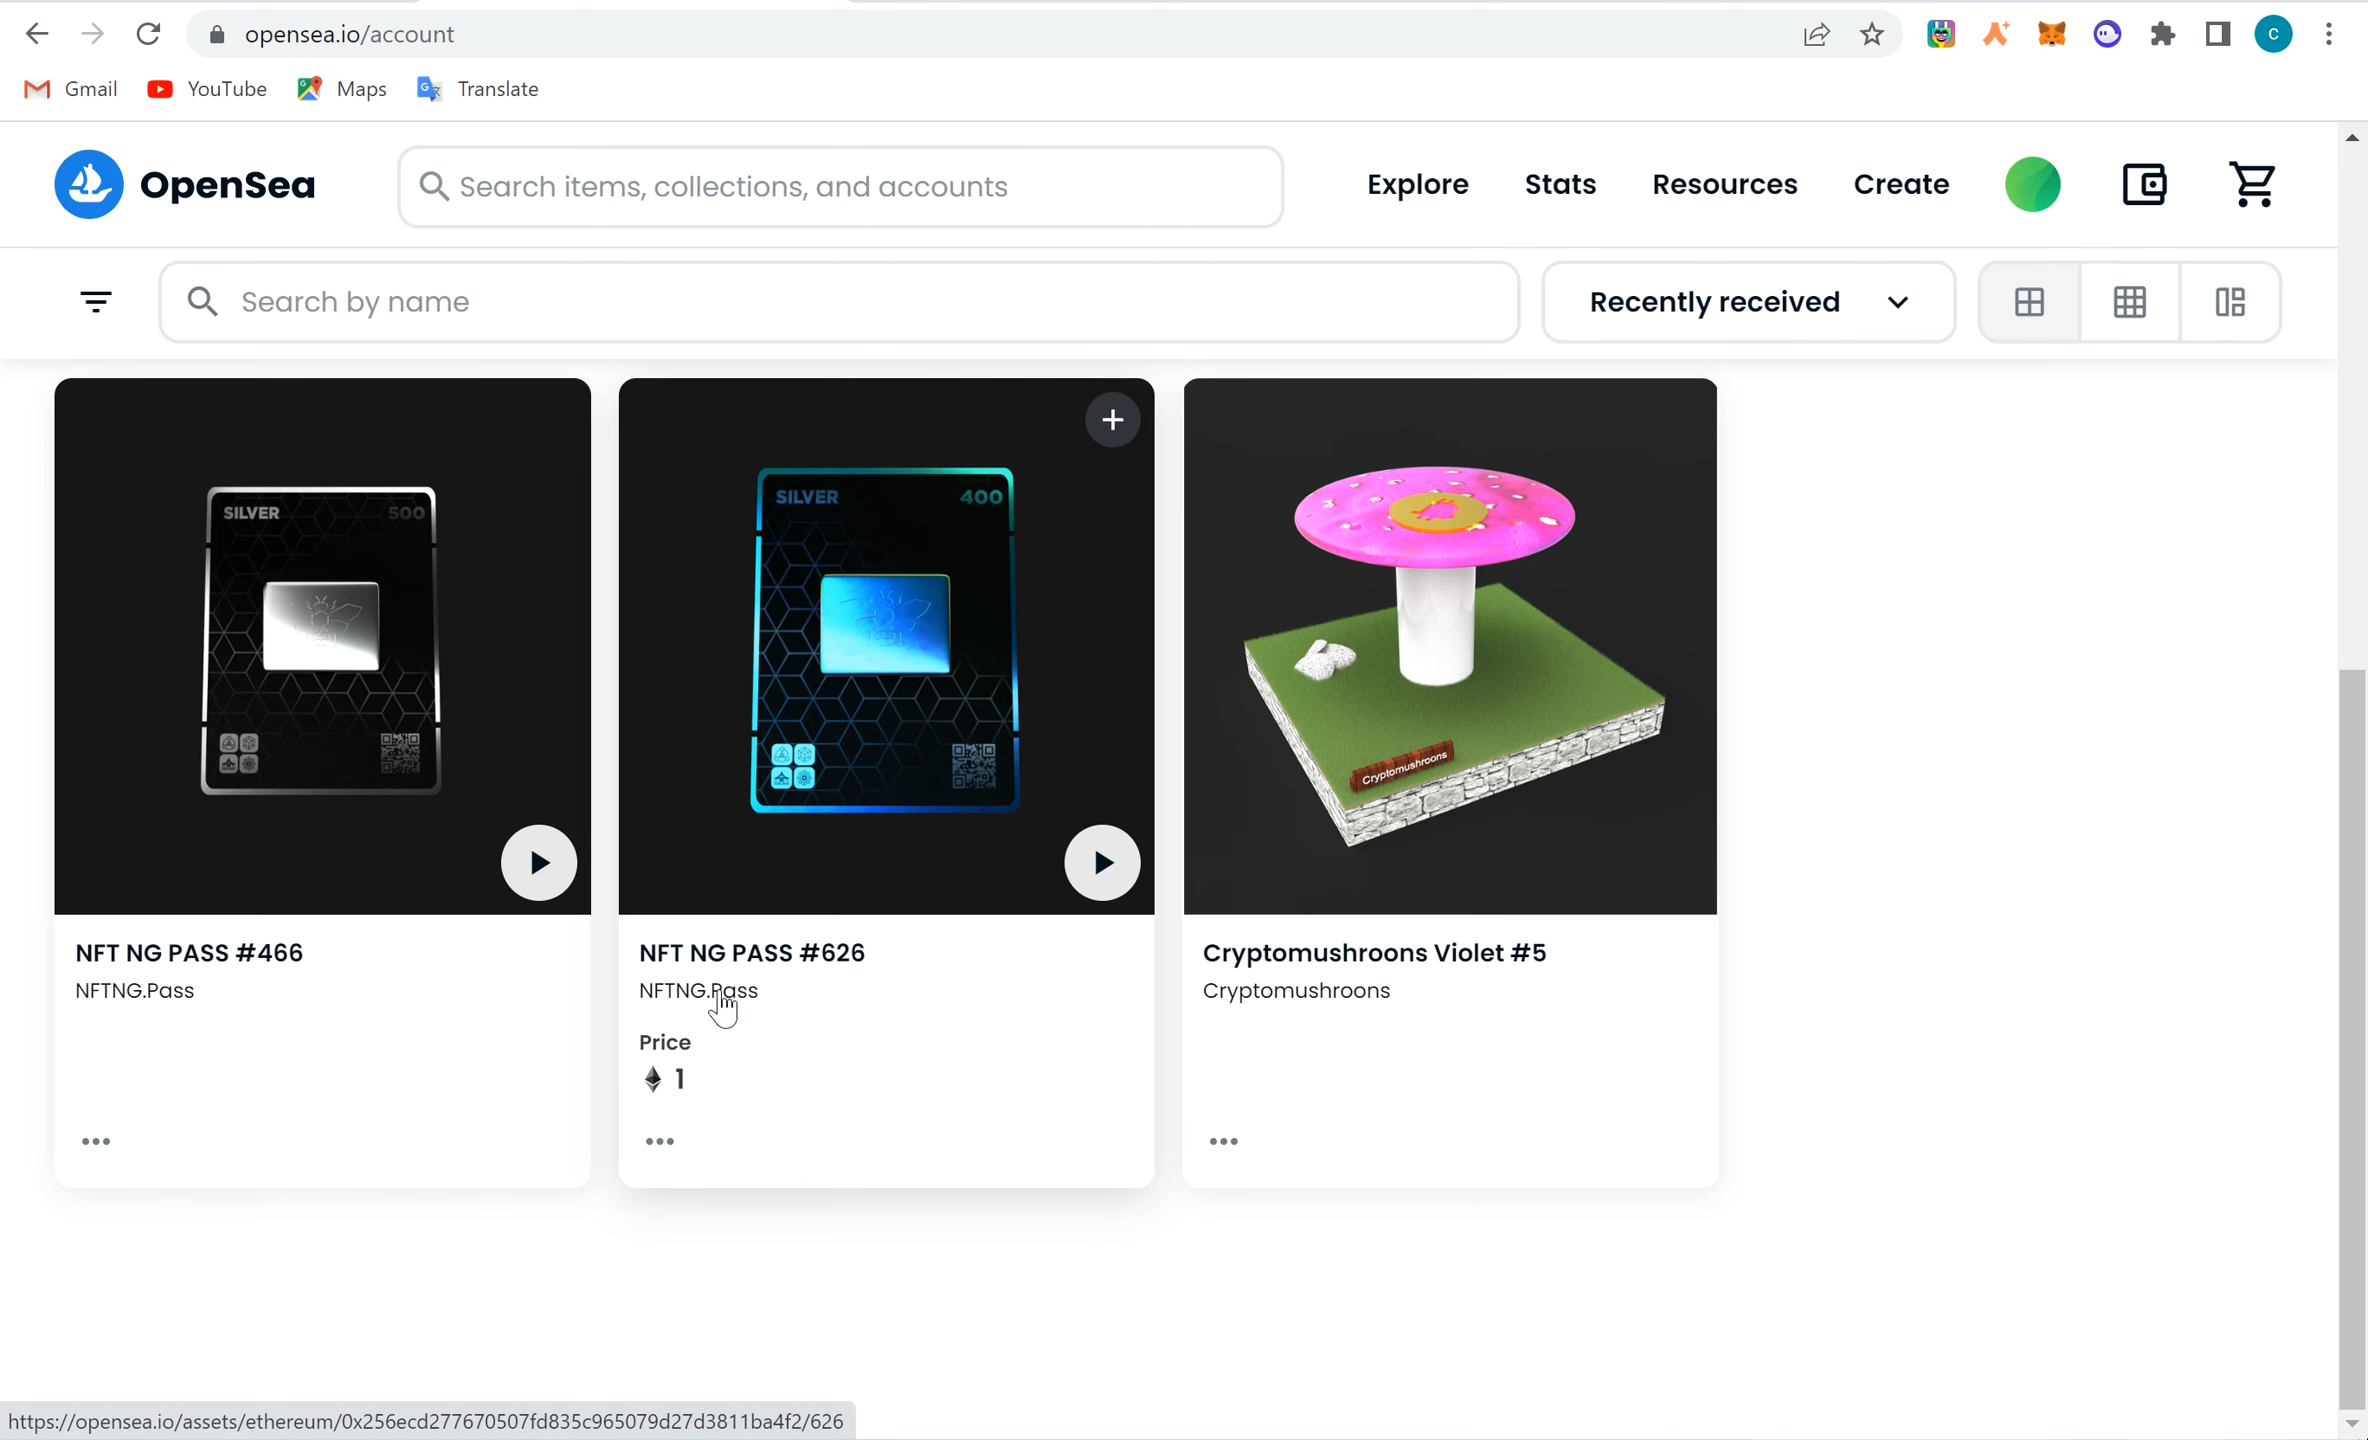 opensea.io/account
Gmail YouTube Maps Translate
OpenSea Search items, collections, and accounts Explore Stats Resources Create C
Search by name Recently received
SILVER 500
SILVER 400
Cryptomushroons
NFT NG PASS #466
NFTNG.Pass
NFT NG PASS #626
NFTNG.Pass
Price
1
Cryptomushroons Violet #5
Cryptomushroons
https://opensea.io/assets/ethereum/0x256ecd277670507fd835c965079d27d3811ba4f2/626